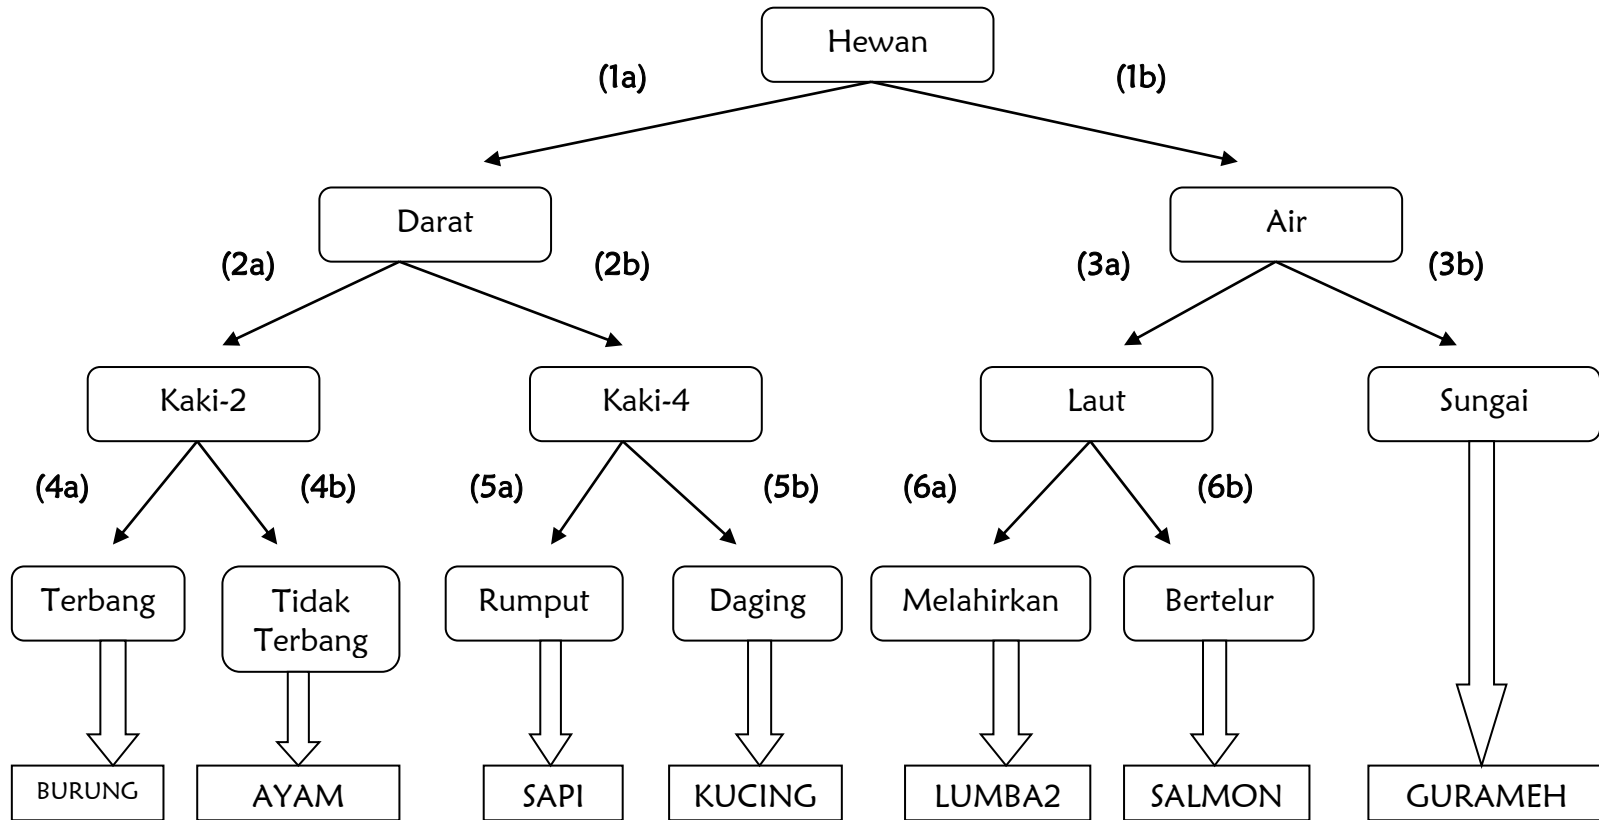 Hewan
(1a)
(1b)
Darat
Air
(2a)
(2b)
(3a)
(3b)
Kaki-2
Kaki-4
Laut
Sungai
(4a)
(4b)
(5a)
(5b)
(6a)
(6b)
Terbang
Tidak
Terbang
Rumput
Daging
Melahirkan
Bertelur
BURUNG
AYAM
SAPI
KUCING
LUMBA2
SALMON
GURAMEH